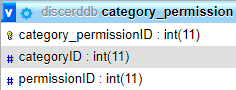 v discerddb category_permission
category_permissionID : int(11)
# categoryID : int(11)
# permissionID : int(11)